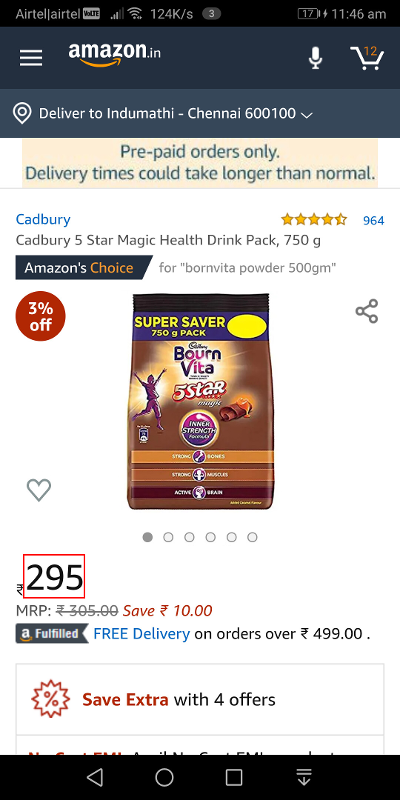 Airtel|airtel VoLTE 124K/s 3 17 11:46 am
amazon.in
12
Deliver to Indumathi - Chennai 600100
Pre-paid orders only.
Delivery times could take longer than normal.
Cadbury
964
Cadbury 5 Star Magic Health Drink Pack, 750 g
Amazon's Choice for "bornvita powder 500gm"
3%
off
SUPER SAVER
750 g PACK
Cadbury
Bourn
Vita
5Star
magic
INNER
STRENGTH
Formula
STRONG BONES
STRONG MUSCLES
ACTIVE BRAIN
₹ 295
MRP: ₹ 305.00 Save ₹ 10.00
a Fulfilled FREE Delivery on orders over ₹ 499.00 .
% Save Extra with 4 offers